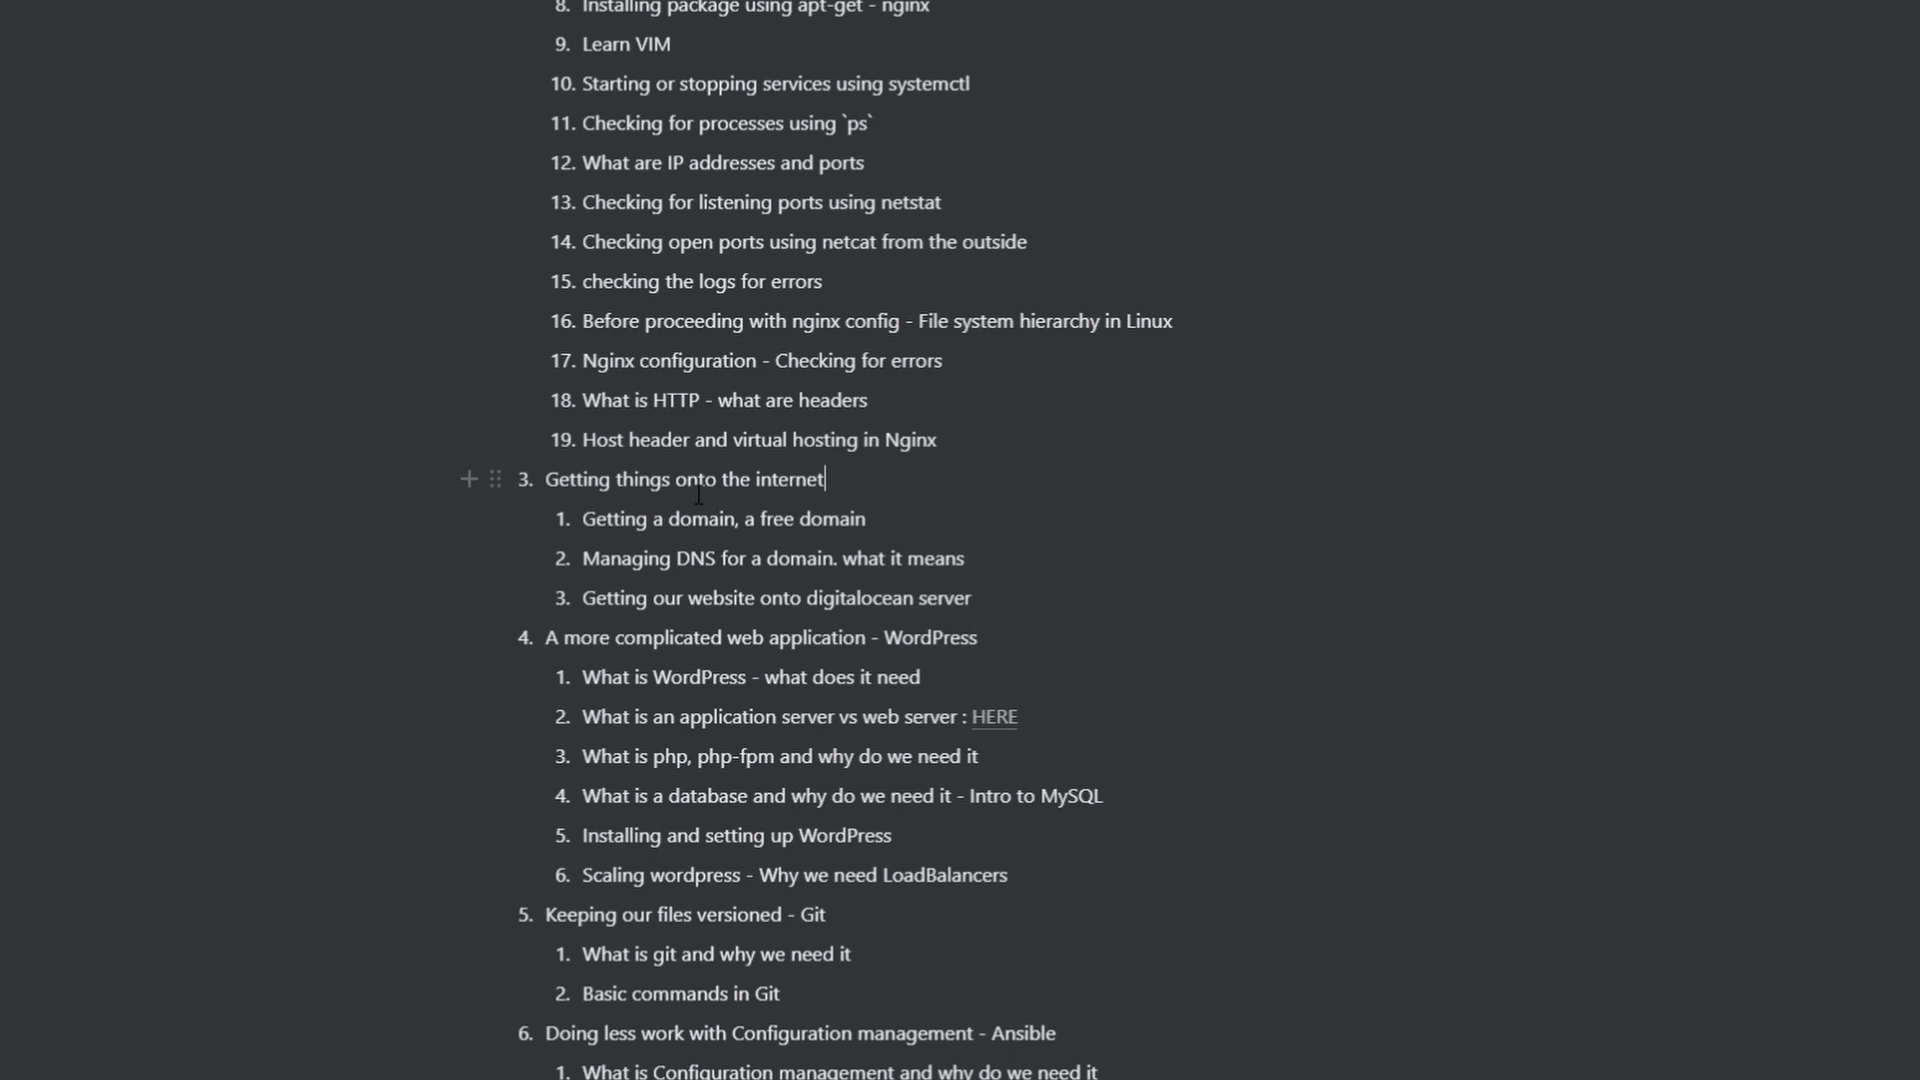 8. Installing package using apt-get - nginx
9. Learn VIM
10. Starting or stopping services using systemctl
11. Checking for processes using `ps`
12. What are IP addresses and ports
13. Checking for listening ports using netstat
14. Checking open ports using netcat from the outside
15. checking the logs for errors
16. Before proceeding with nginx config - File system hierarchy in Linux
17. Nginx configuration - Checking for errors
18. What is HTTP - what are headers
19. Host header and virtual hosting in Nginx
3. Getting things onto the internet
1. Getting a domain, a free domain
2. Managing DNS for a domain. what it means
3. Getting our website onto digitalocean server
4. A more complicated web application - WordPress
1. What is WordPress - what does it need
2. What is an application server vs web server : HERE
3. What is php, php-fpm and why do we need it
4. What is a database and why do we need it - Intro to MySQL
5. Installing and setting up WordPress
6. Scaling wordpress - Why we need LoadBalancers
5. Keeping our files versioned - Git
1. What is git and why we need it
2. Basic commands in Git
6. Doing less work with Configuration management - Ansible
1. What is Configuration management and why do we need it